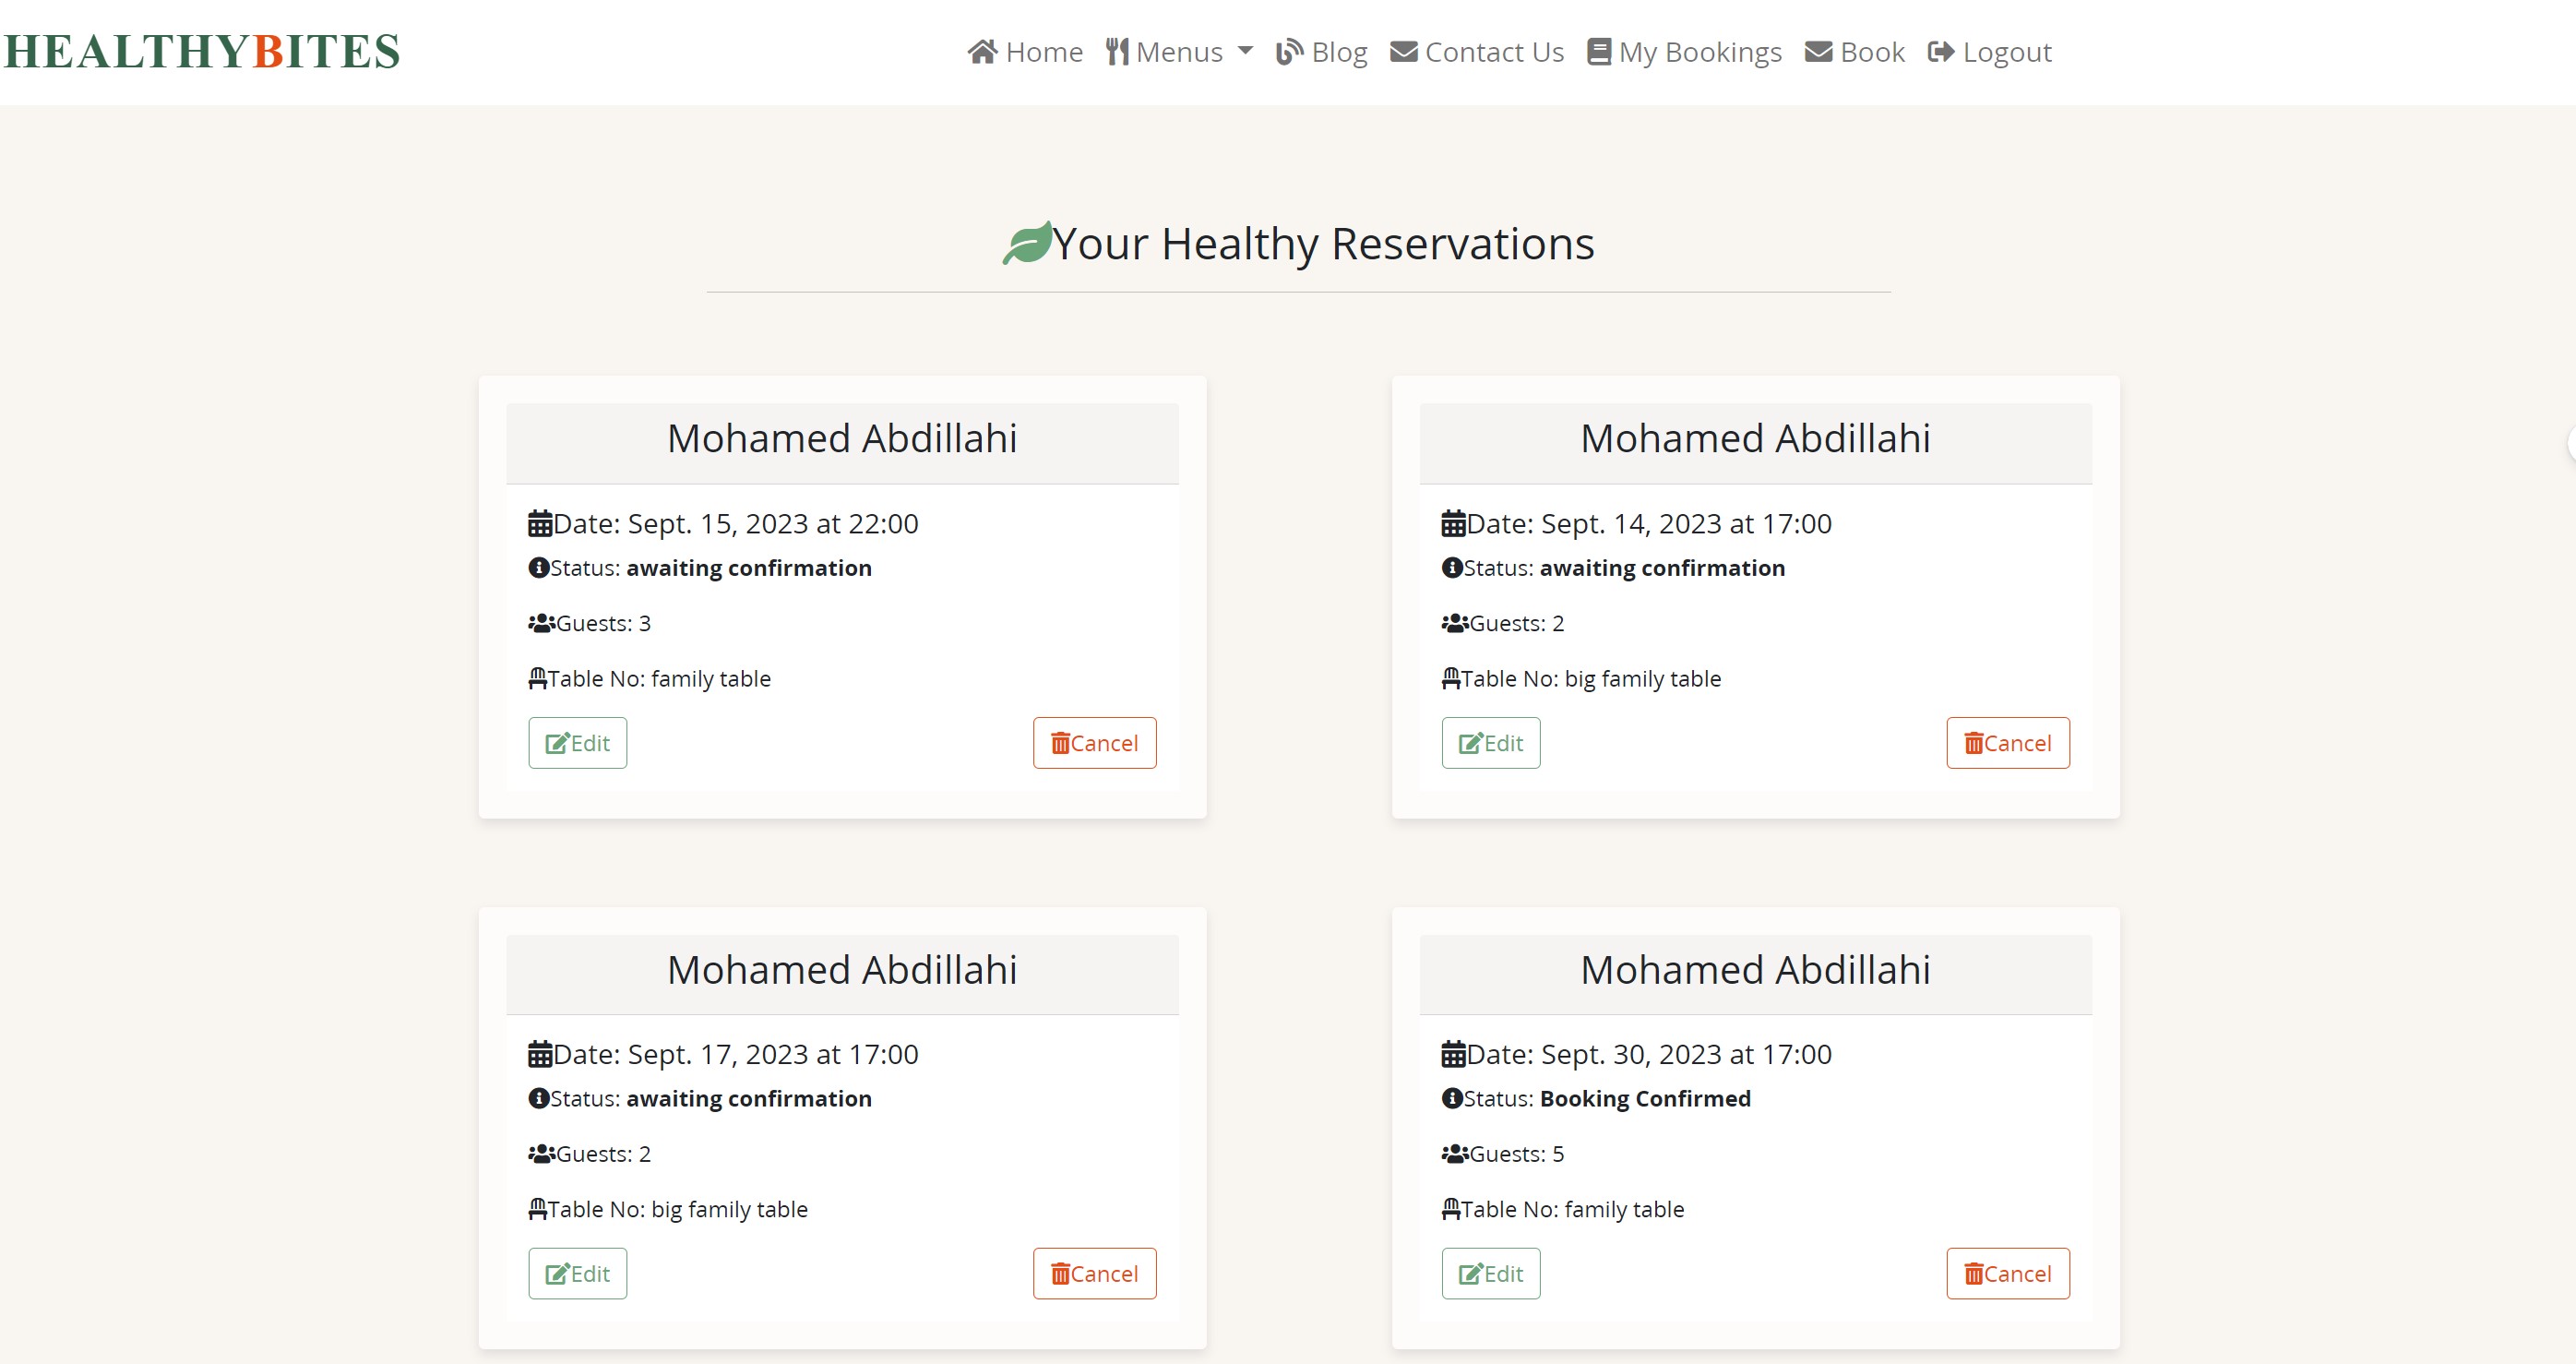 HEALTHYBITES
Home Menus Blog Contact Us My Bookings Book Logout
Your Healthy Reservations
Mohamed Abdillahi
Date: Sept. 15, 2023 at 22:00
Status: awaiting confirmation
Guests: 3
Table No: family table
Edit Cancel
Mohamed Abdillahi
Date: Sept. 14, 2023 at 17:00
Status: awaiting confirmation
Guests: 2
Table No: big family table
Edit Cancel
Mohamed Abdillahi
Date: Sept. 17, 2023 at 17:00
Status: awaiting confirmation
Guests: 2
Table No: big family table
Edit Cancel
Mohamed Abdillahi
Date: Sept. 30, 2023 at 17:00
Status: Booking Confirmed
Guests: 5
Table No: family table
Edit Cancel